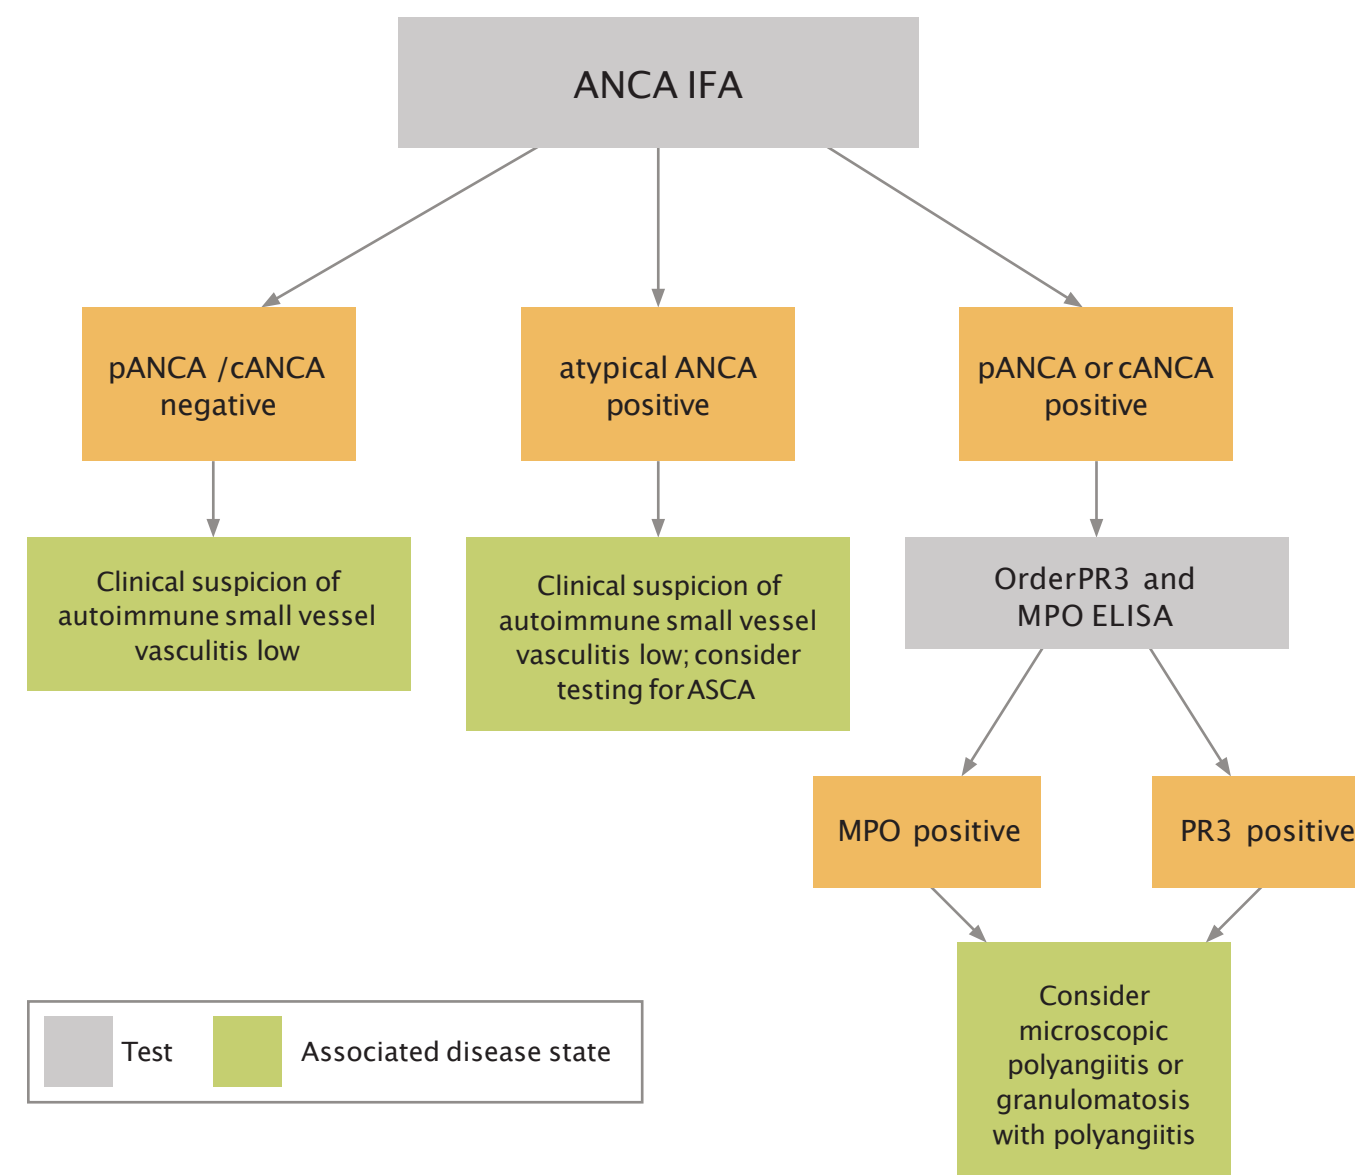 ANCA IFA
pANCA /cANCA
negative
atypical ANCA
positive
pANCA or cANCA
positive
Clinical suspicion of
autoimmune small vessel
vasculitis low
Clinical suspicion of
autoimmune small vessel
vasculitis low; consider
testing for ASCA
OrderPR3 and
MPO ELISA
MPO positive
PR3 positive
Consider
microscopic
polyangiitis or
granulomatosis
with polyangiitis
Test
Associated disease state